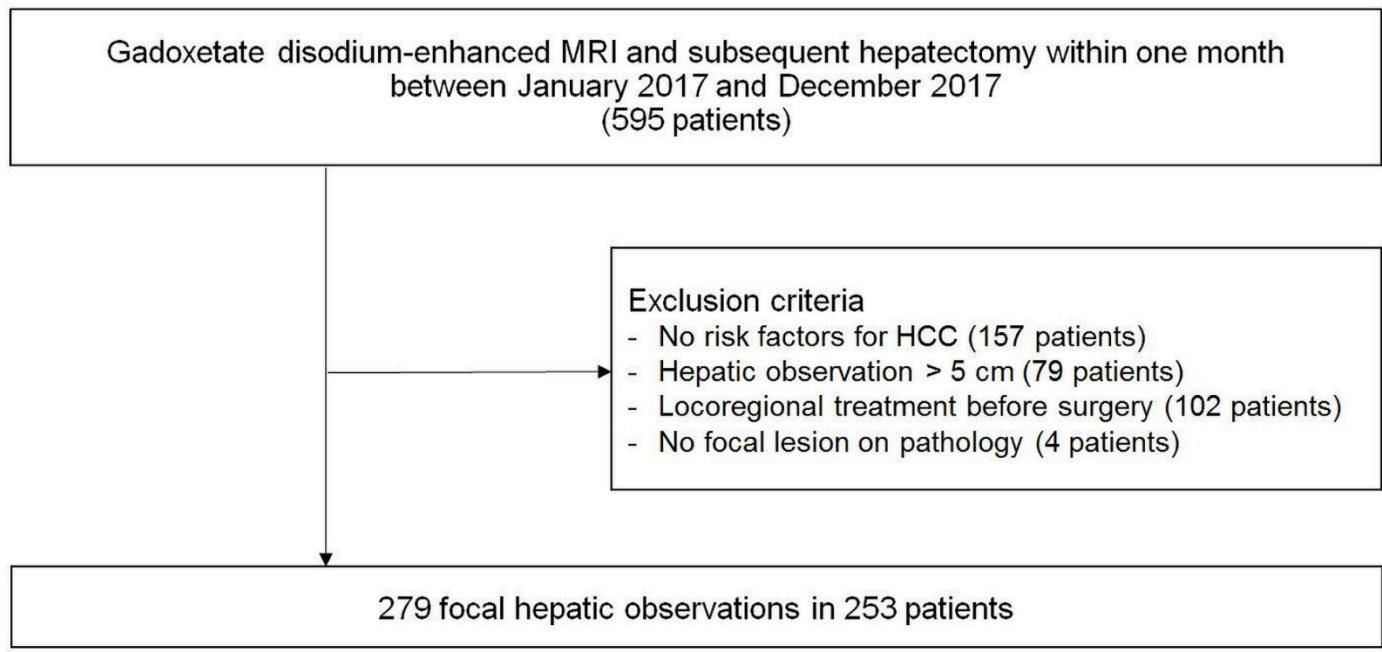 Gadoxetate disodium-enhanced MRI and subsequent hepatectomy within one month
between January 2017 and December 2017
(595 patients)
Exclusion criteria
- No risk factors for HCC (157 patients)
- Hepatic observation > 5 cm (79 patients)
- Locoregional treatment before surgery (102 patients)
- No focal lesion on pathology (4 patients)
279 focal hepatic observations in 253 patients